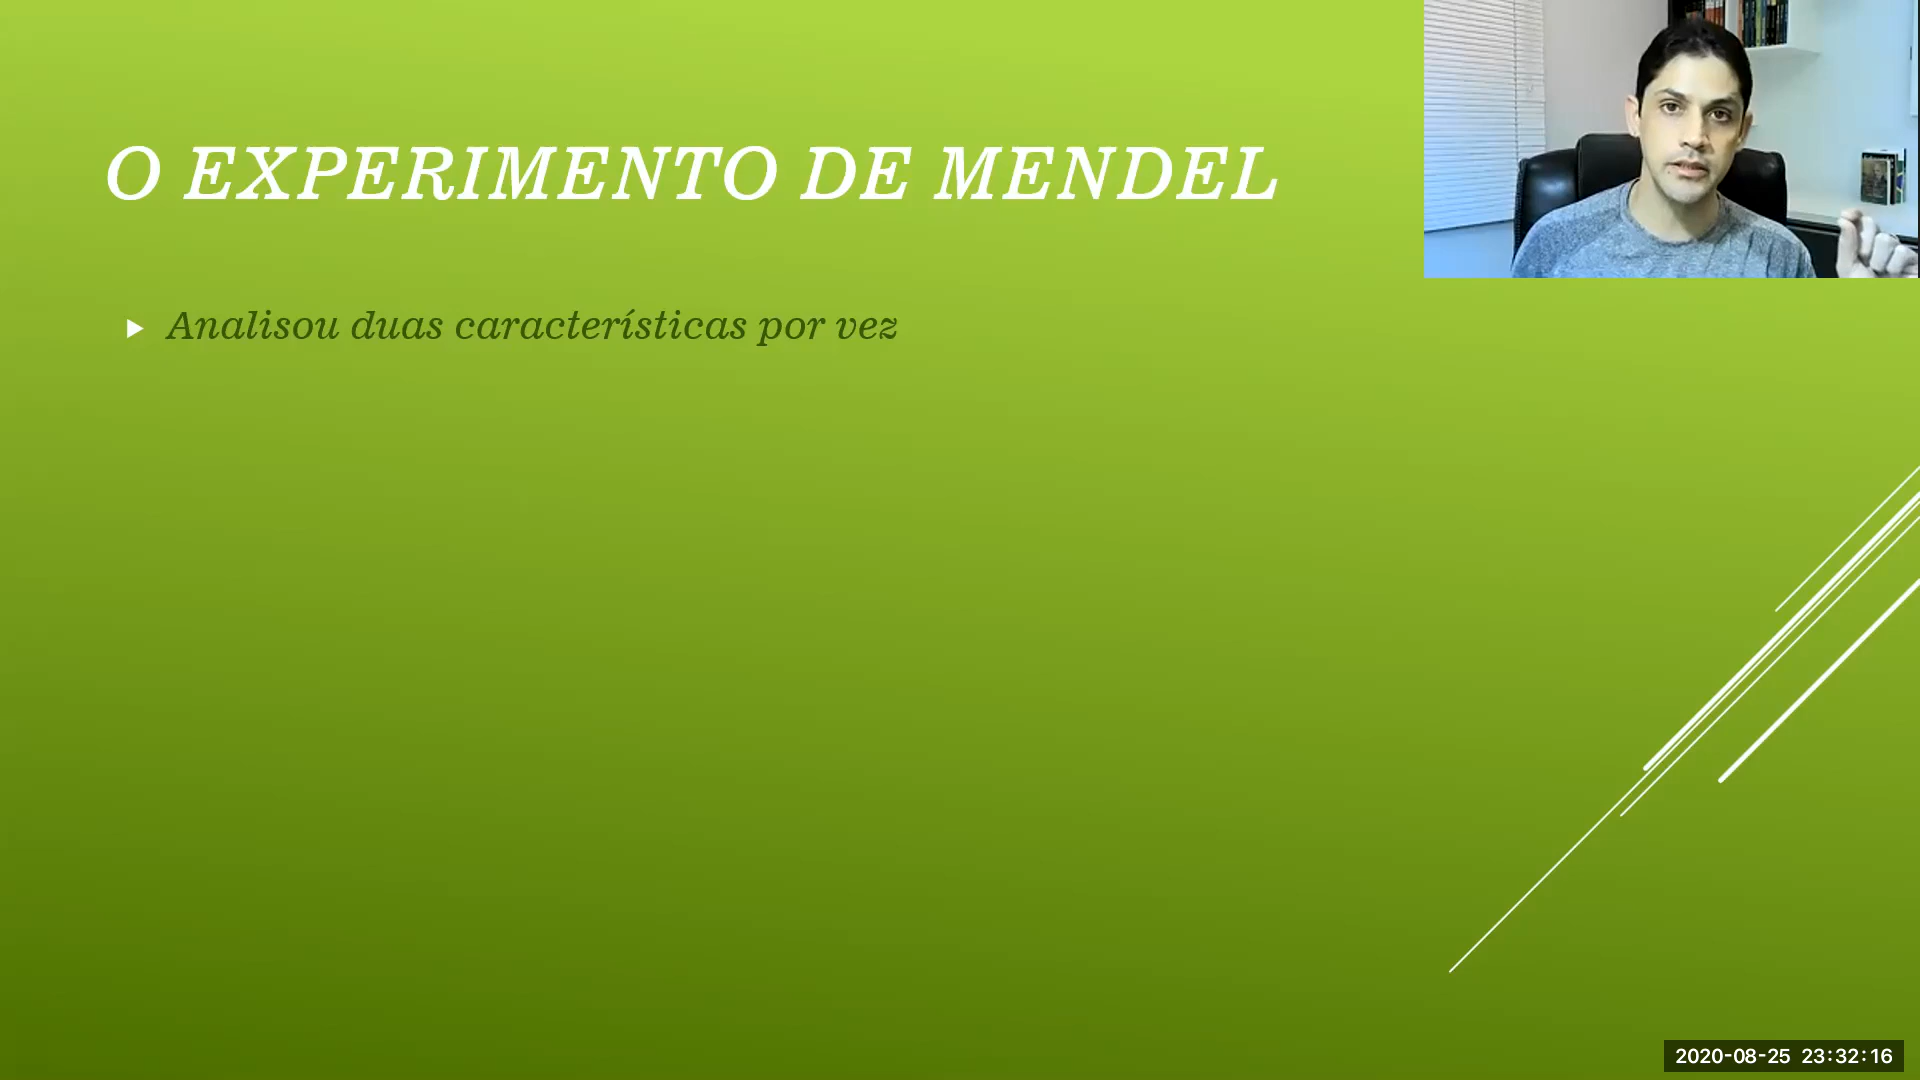 O EXPERIMENTO DE MENDEL
Analisou duas características por vez
2020-08-25 23:32:16